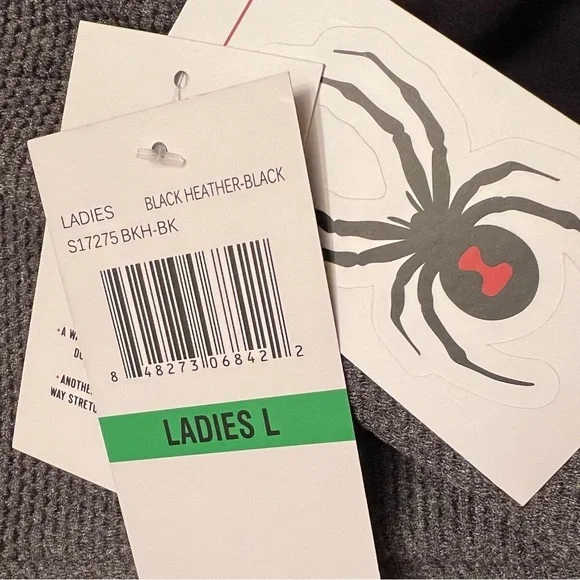 LADIES BLACK HEATHER-BLACK
S17275 BKH-BK
8 48273 06842 2
LADIES L
•A
•ANOTHE
WAY STRETC